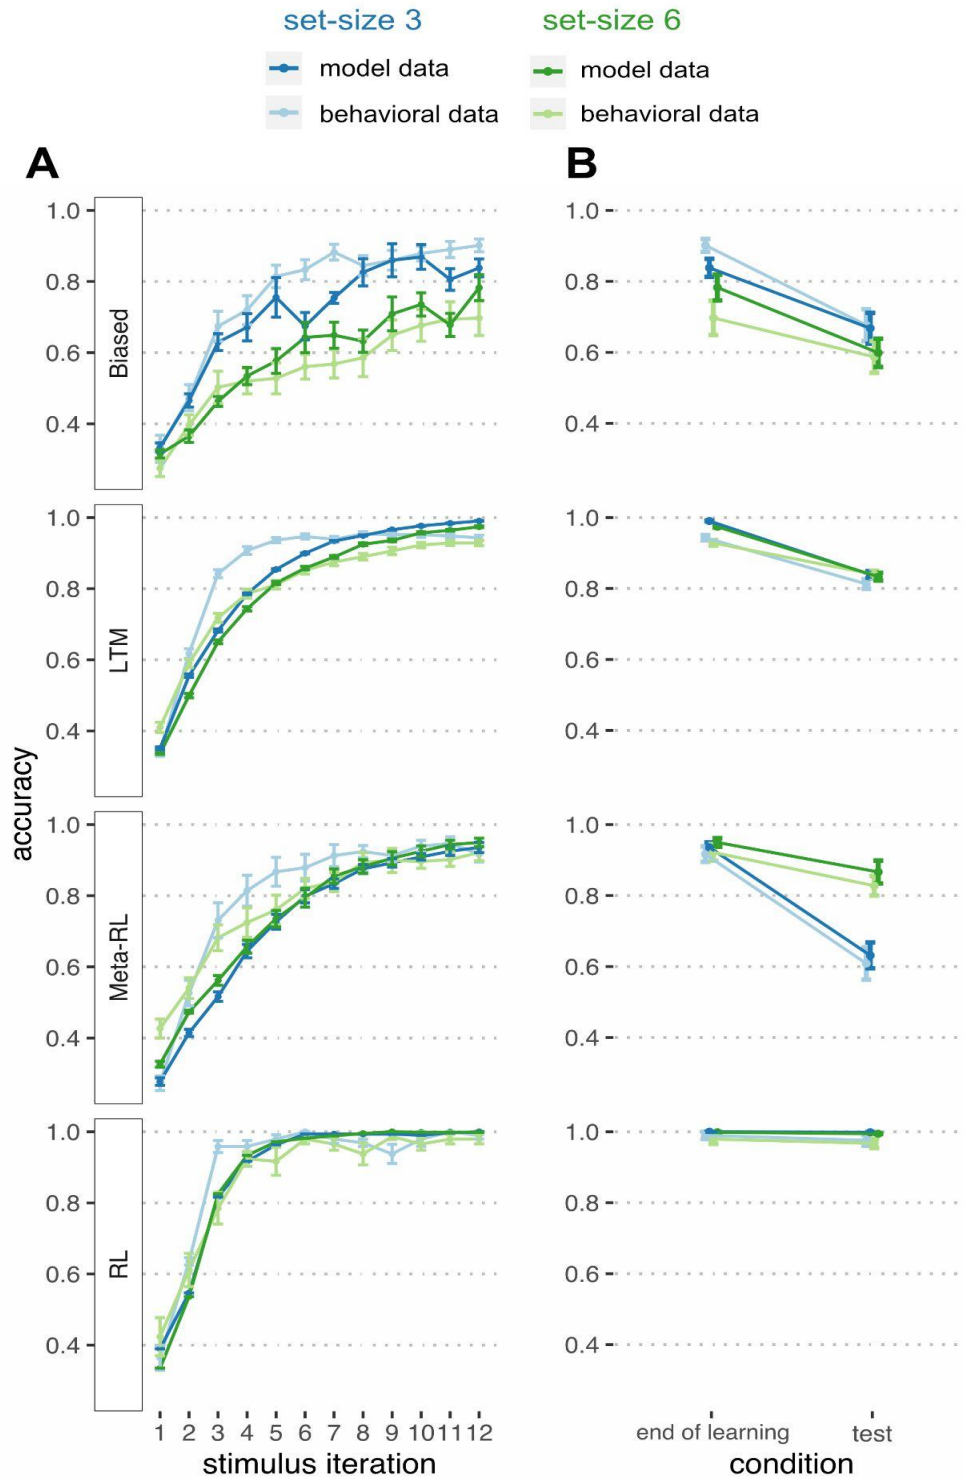 set-size 3 set-size 6
model data model data
behavioral data behavioral data
A B
accuracy
Biased
1.0
0.8
0.6
0.4
1.0
0.8
0.6
0.4
LTM
1.0
0.8
0.6
0.4
1.0
0.8
0.6
0.4
Meta-RL
1.0
0.8
0.6
0.4
1.0
0.8
0.6
0.4
RL
1.0
0.8
0.6
0.4
1.0
0.8
0.6
0.4
1 2 3 4 5 6 7 8 9 10 11 12
stimulus iteration
end of learning test
condition